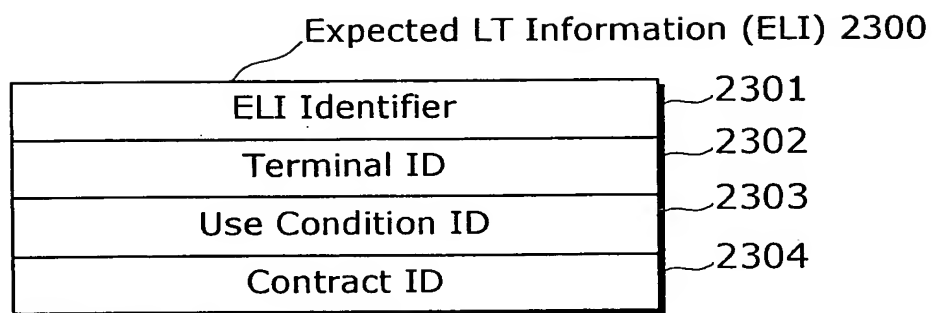 Expected LT Information (ELI) 2300
ELI Identifier 2301
Terminal ID 2302
Use Condition ID 2303
Contract ID 2304